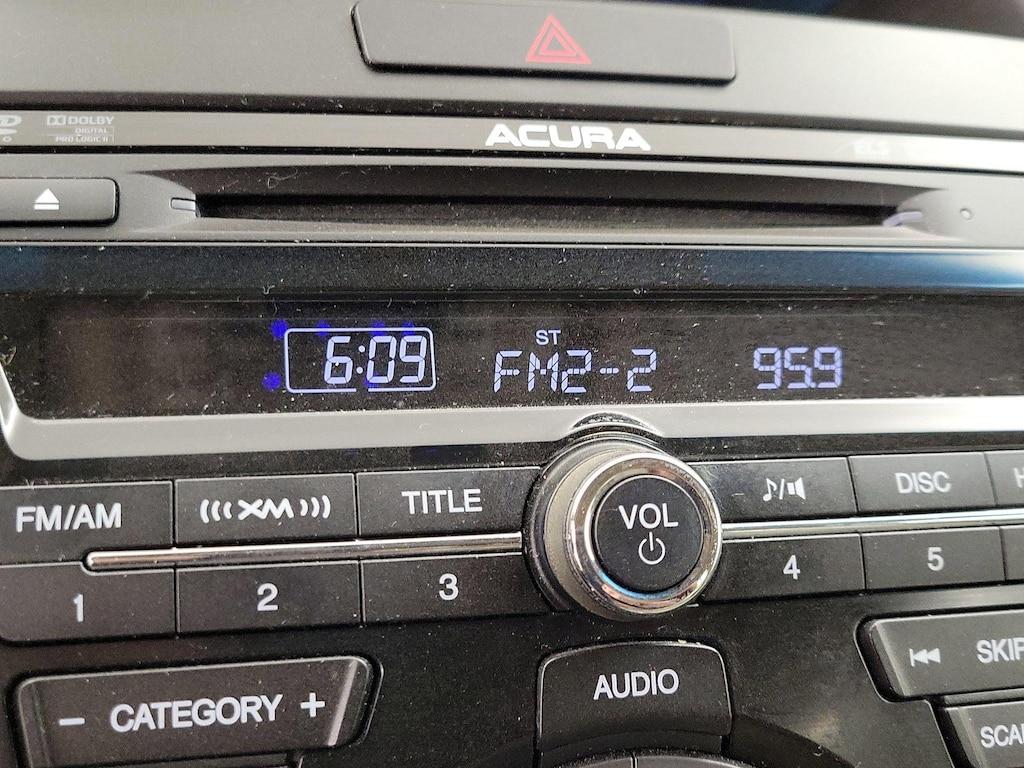 DOLBY
DIGITAL
PRO LOGIC II
ACURA
ST
6:09 FM2-2 95.9
FM/AM XM TITLE VOL DISC
1 2 3 4 5
SKIP
- CATEGORY + AUDIO